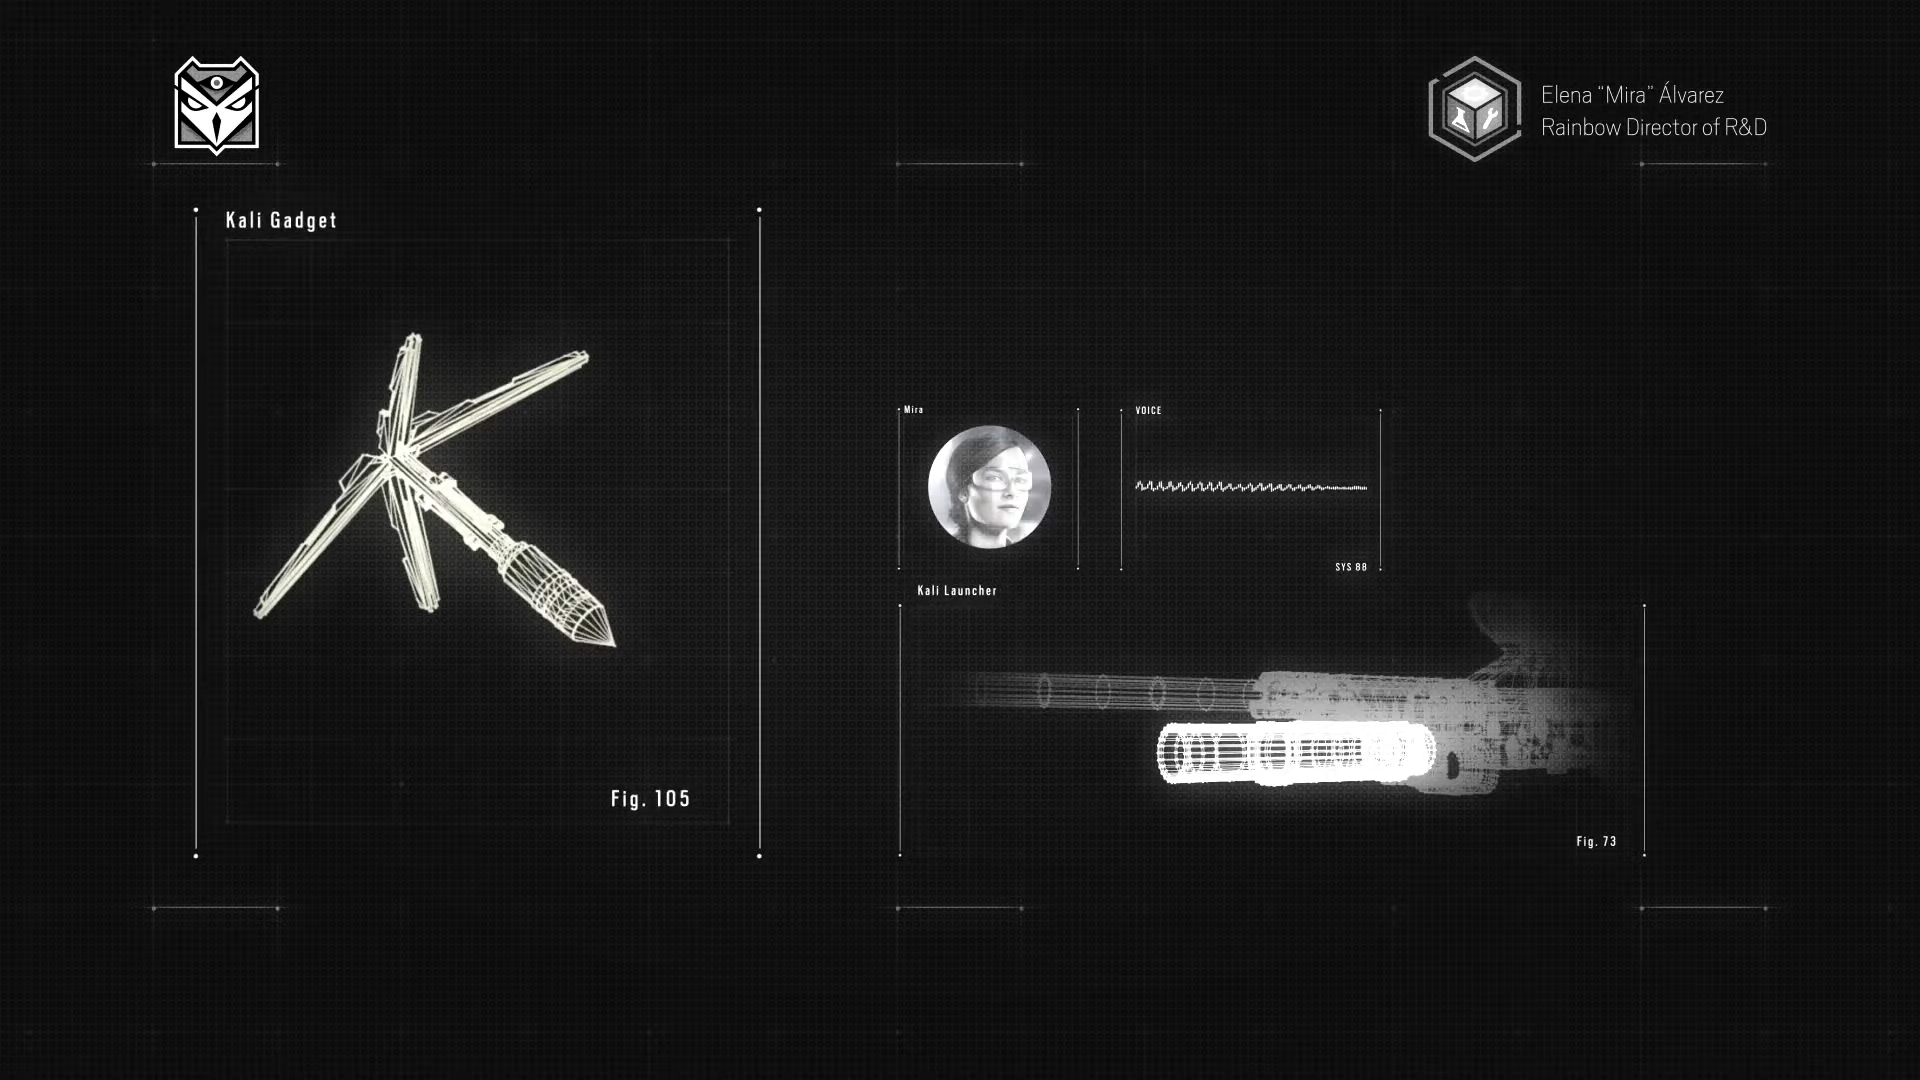 Elena “Mira” Álvarez
Rainbow Director of R&D
Kali Gadget
Fig. 105
Mira
VOICE
SYS 88
Kali Launcher
Fig. 73